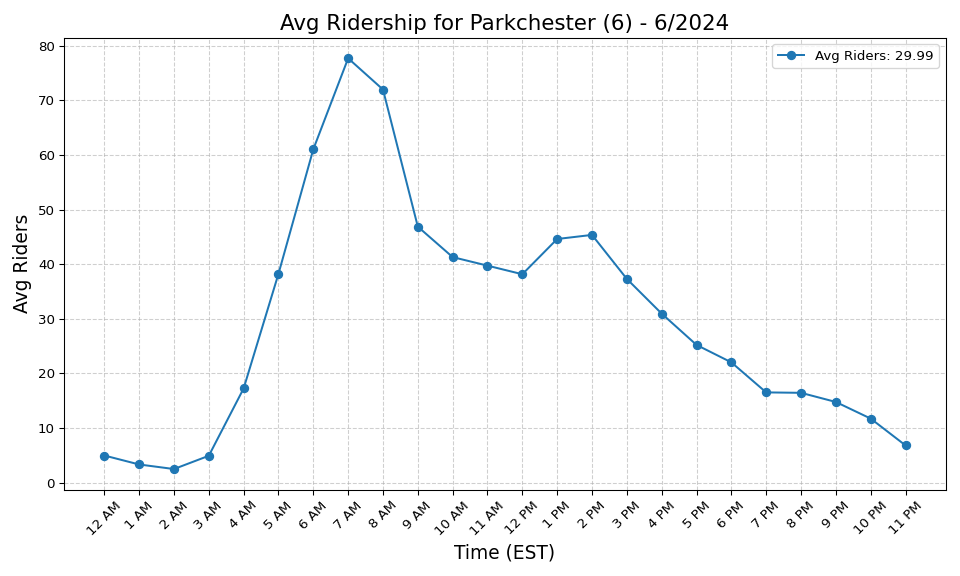 Avg Ridership for Parkchester (6) - 6/2024
Avg Riders: 29.99
Avg Riders
80
70
60
50
40
30
20
10
0
12 AM 1 AM 2 AM 3 AM 4 AM 5 AM 6 AM 7 AM 8 AM 9 AM 10 AM 11 AM 12 PM 1 PM 2 PM 3 PM 4 PM 5 PM 6 PM 7 PM 8 PM 9 PM 10 PM 11 PM
Time (EST)